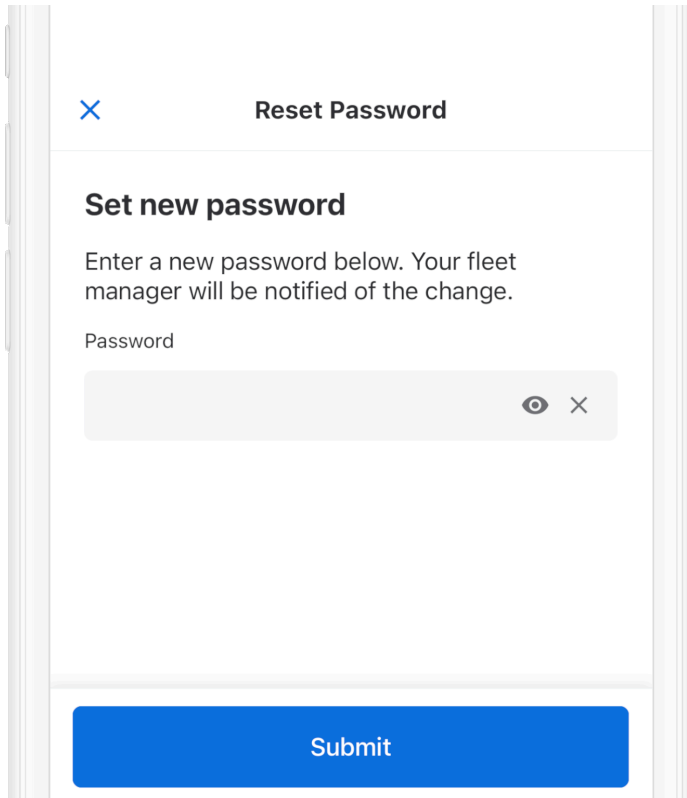 Reset Password
Set new password
Enter a new password below. Your fleet
manager will be notified of the change.
Password
Submit